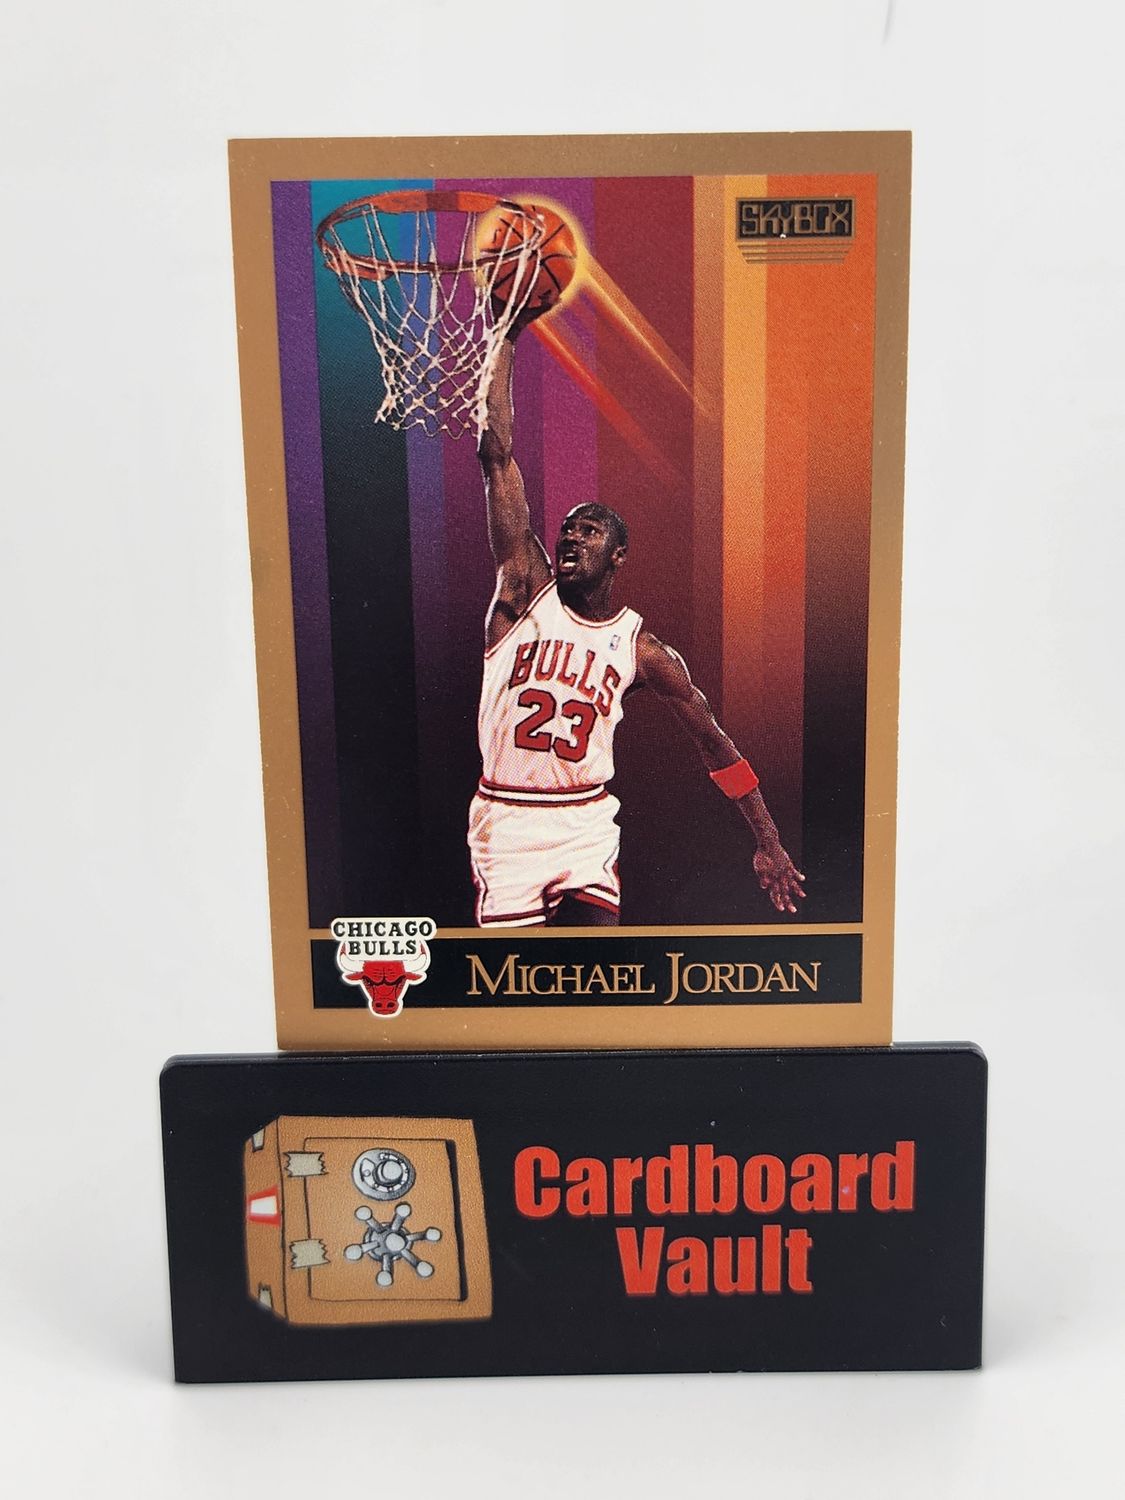 SKYBOX
BULLS
23
CHICAGO
BULLS
MICHAEL JORDAN
Cardboard
Vault